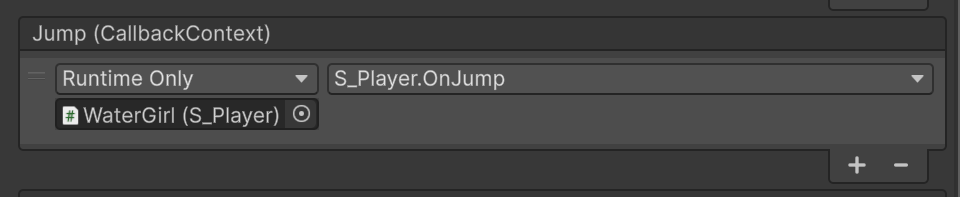 Jump (CallbackContext)
Runtime Only S_Player.OnJump
# WaterGirl (S_Player)
+ −